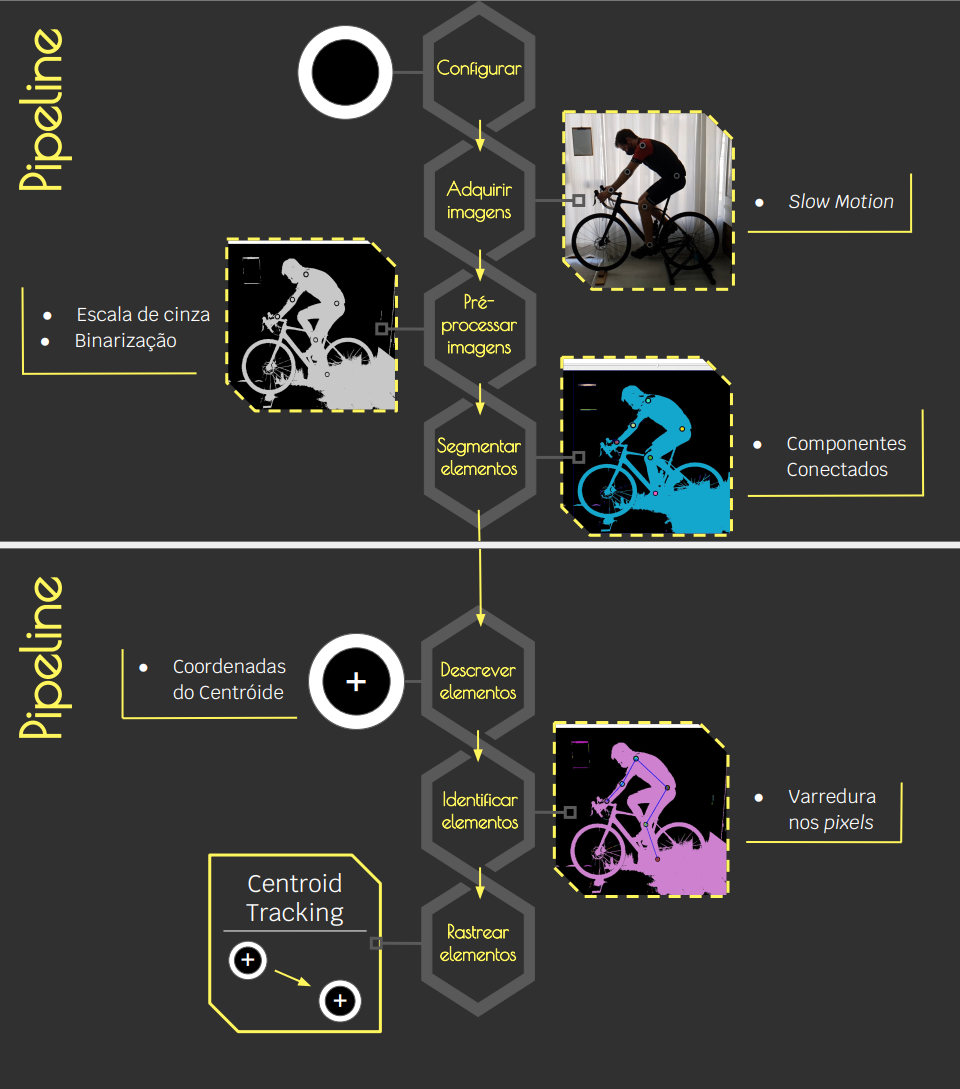 Pipeline
Configurar
Adquirir
imagens
• Slow Motion
• Escala de cinza
• Binarização
Pré-
processar
imagens
Segmentar
elementos
• Componentes
Conectados
Pipeline
• Coordenadas
do Centróide
+
Descrever
elementos
Identificar
elementos
• Varredura
nos pixels
Centroid
Tracking
+
+
Rastrear
elementos